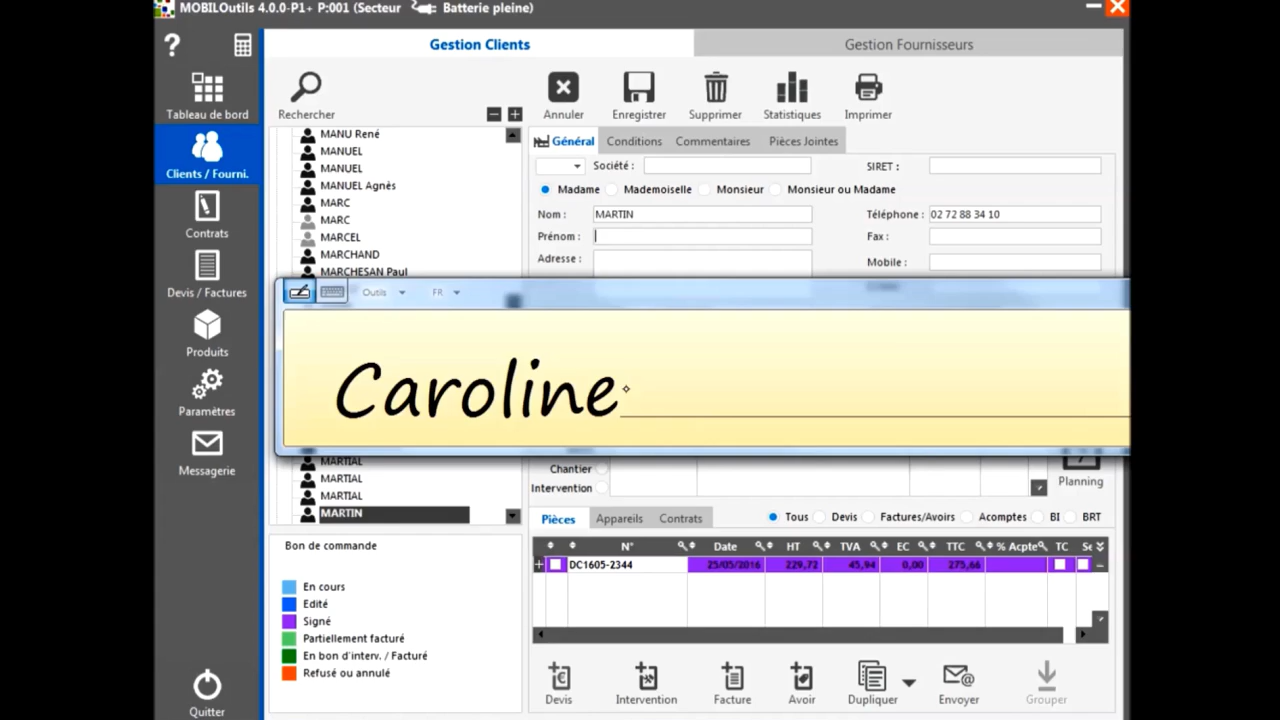 MOBILOutils 4.0.0-P1+ P:001 (Secteur Batterie pleine)
?
Gestion Clients
Gestion Fournisseurs
Tableau de bord
Clients / Fourni.
Contrats
Devis / Factures
Produits
Paramètres
Messagerie
Quitter
Rechercher
Annuler
Enregistrer
Supprimer
Statistiques
Imprimer
MANU René
MANUEL
MANUEL
MANUEL Agnès
MARC
MARC
MARCEL
MARCHAND
MARCHESAN Paul
Général
Conditions
Commentaires
Pièces Jointes
Société :
SIRET :
Madame
Mademoiselle
Monsieur
Monsieur ou Madame
Nom : MARTIN
Téléphone : 02 72 88 34 10
Prénom :
Fax :
Adresse :
Mobile :
Outils
FR
Caroline
MARTIAL
MARTIAL
MARTIAL
MARTIN
Chantier
Intervention
Planning
Pièces
Appareils
Contrats
Tous
Devis
Factures/Avoirs
Acomptes
BI
BRT
N° Date HT TVA EC TTC % Acpte TC Se
DC1605-2344 25/05/2016 229,72 45,94 0,00 275,66
Bon de commande
En cours
Edité
Signé
Partiellement facturé
En bon d'interv. / Facturé
Refusé ou annulé
Devis
Intervention
Facture
Avoir
Dupliquer
Envoyer
Grouper